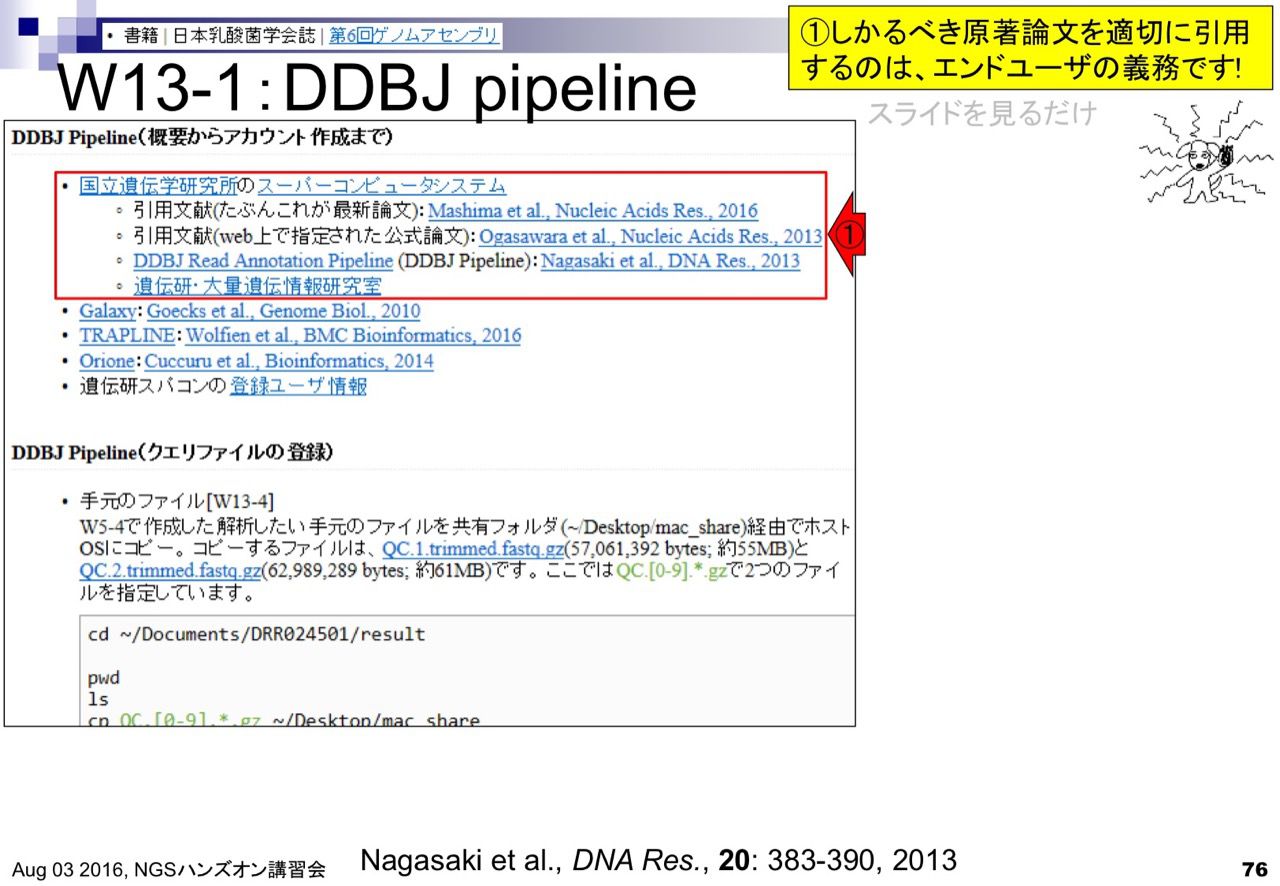 ・ 書籍 | 日本乳酸菌学会誌 | 第6回ゲノムアセンブリ
①しかるべき原著論文を適切に引用
するのは、エンドユーザの義務です!
W13-1：DDBJ pipeline
スライドを見るだけ
DDBJ Pipeline(概要からアカウント作成まで)
• 国立遺伝学研究所のスーパーコンピュータシステム
◦ 引用文献(たぶんこれが最新論文)：Mashima et al., Nucleic Acids Res., 2016
◦ 引用文献(web上で指定された公式論文)：Ogasawara et al., Nucleic Acids Res., 2013
①
◦ DDBJ Read Annotation Pipeline (DDBJ Pipeline)：Nagasaki et al., DNA Res., 2013
◦ 遺伝研・大量遺伝情報研究室
• Galaxy：Goecks et al., Genome Biol., 2010
• TRAPLINE：Wolfien et al., BMC Bioinformatics, 2016
• Orione：Cuccuru et al., Bioinformatics, 2014
• 遺伝研スパコンの登録ユーザ情報
DDBJ Pipeline(クエリファイルの登録)
• 手元のファイル[W13-4]
W5-4で作成した解析したい手元のファイルを共有フォルダ(~/Desktop/mac_share)経由でホスト
OSにコピー。コピーするファイルは、QC.1.trimmed.fastq.gz(57,061,392 bytes; 約55MB)と
QC.2.trimmed.fastq.gz(62,989,289 bytes; 約61MB)です。ここではQC.[0-9].*.gzで2つのファイ
ルを指定しています。
cd ~/Documents/DRR024501/result
pwd
ls
cp QC.[0-9].*.gz ~/Desktop/mac_share
Aug 03 2016, NGSハンズオン講習会
Nagasaki et al., DNA Res., 20: 383-390, 2013
76